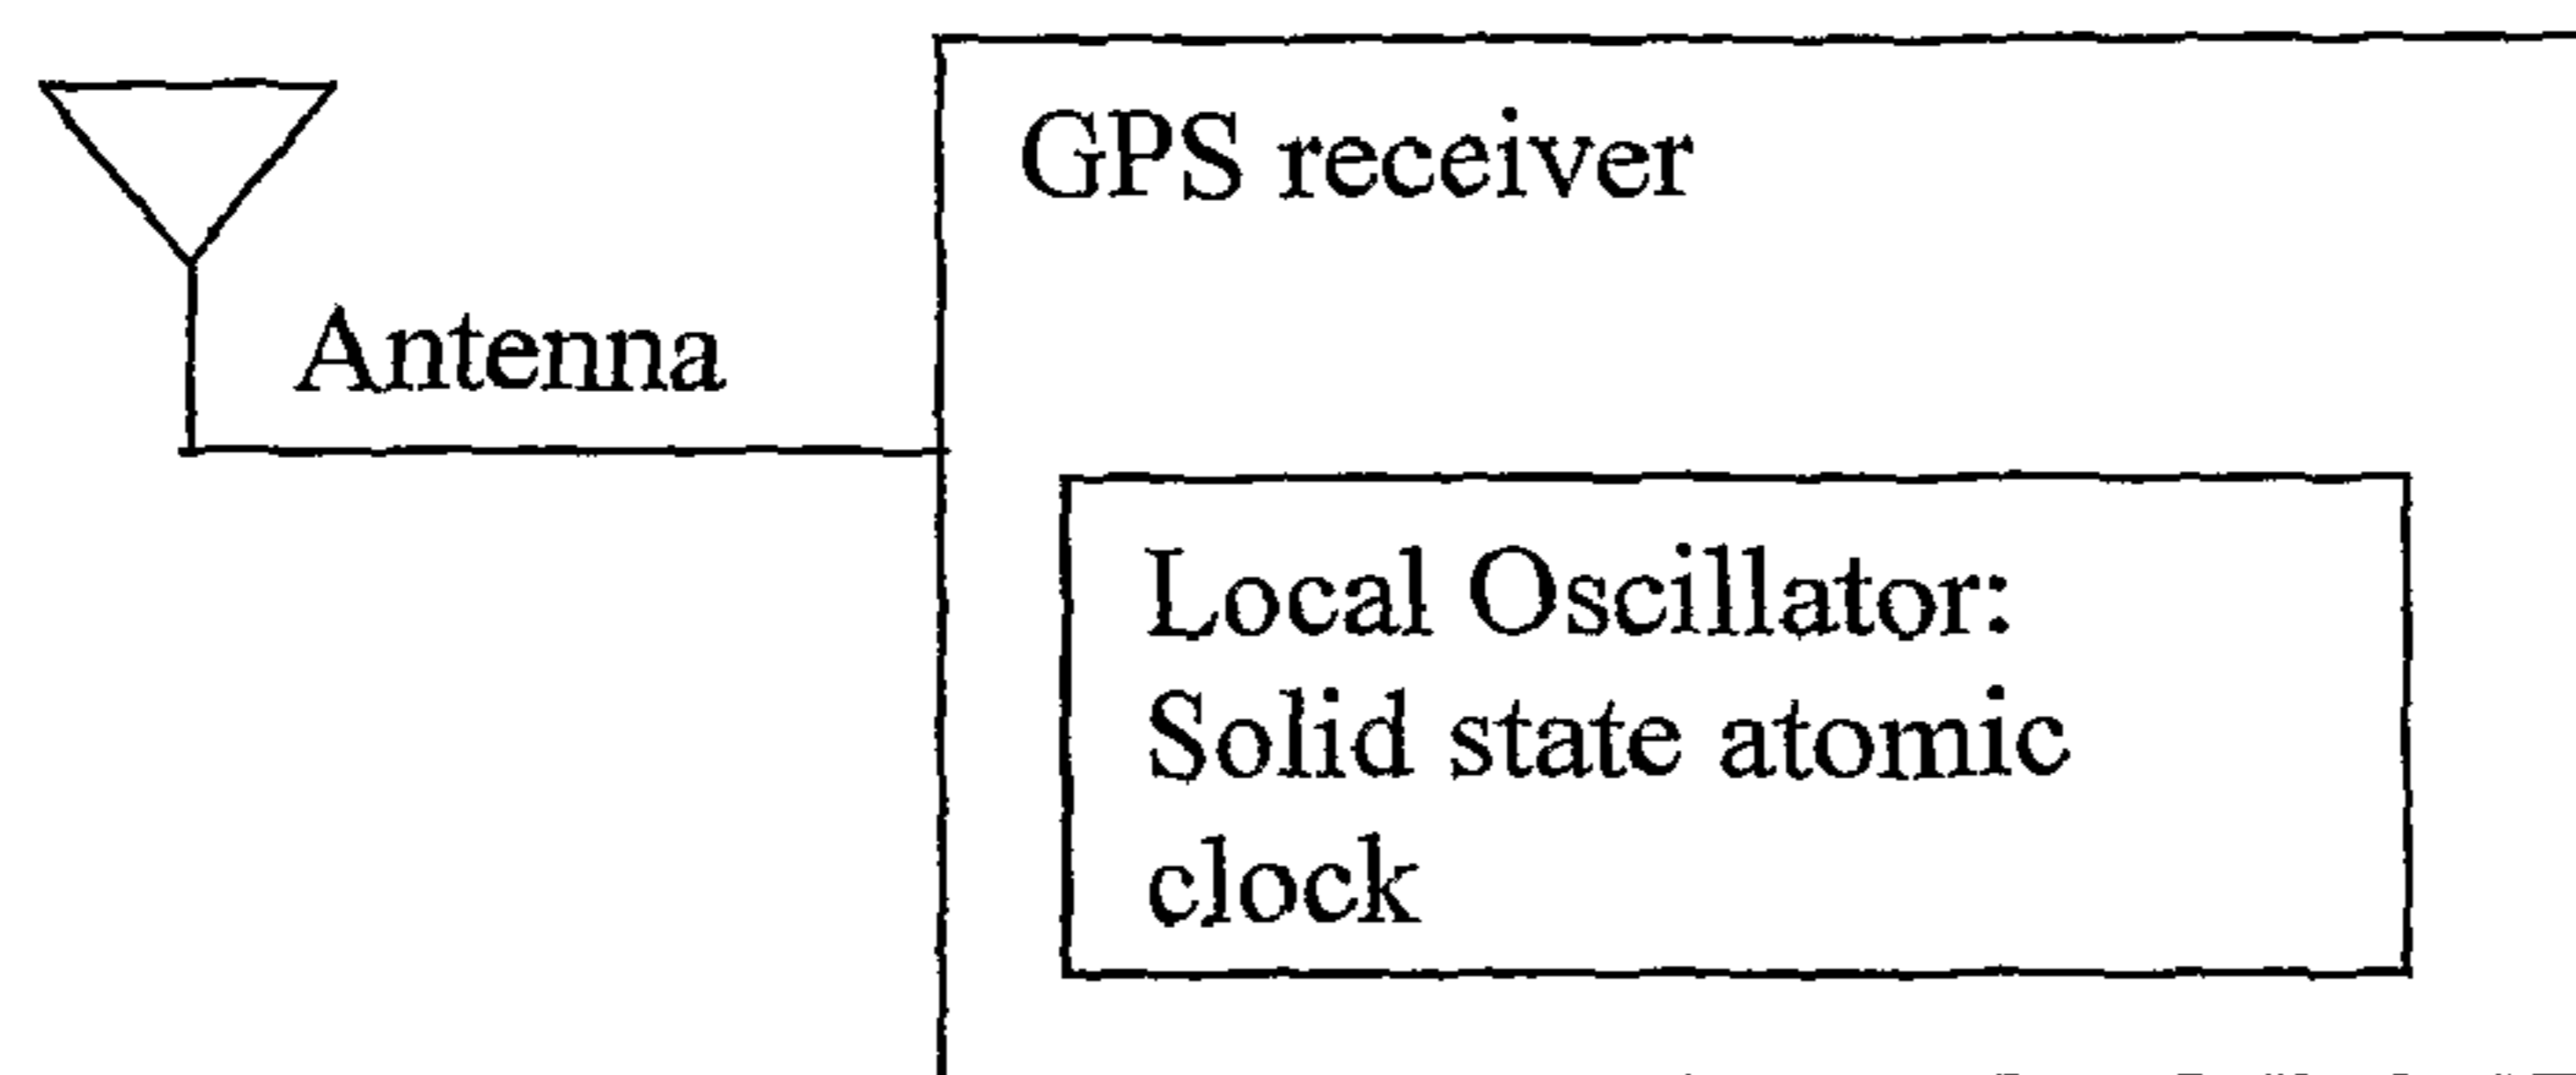 GPS receiver
Antenna
Local Oscillator:
Solid state atomic
clock